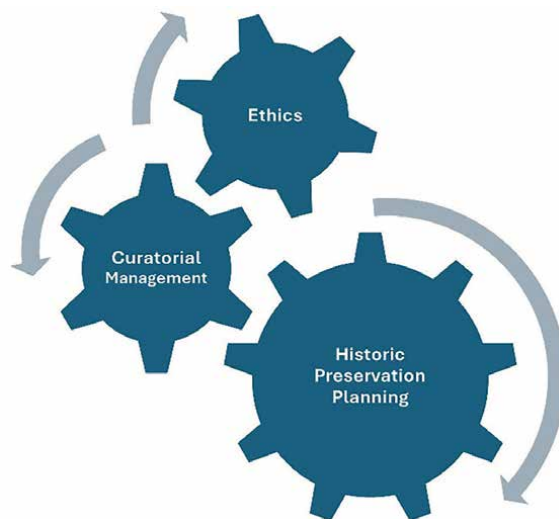 Ethics
Curatorial
Management
Historic
Preservation
Planning